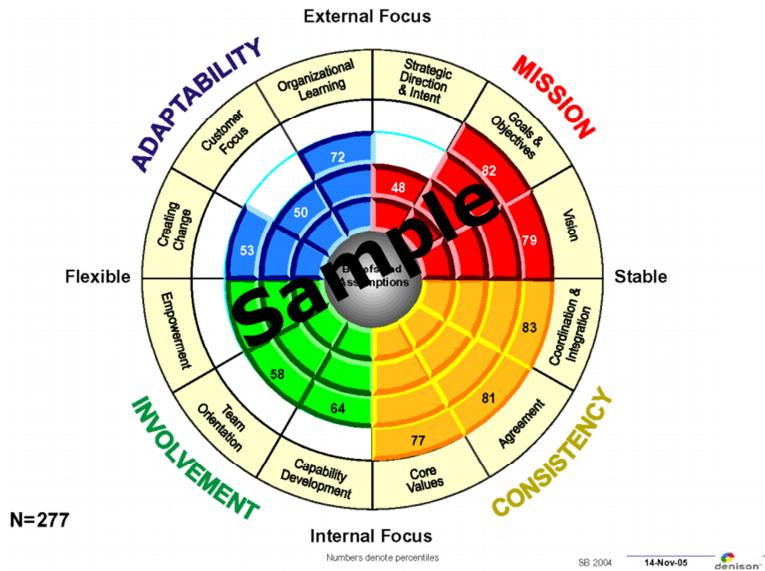 External Focus
ADAPTABILITY
MISSION
Organizational
Learning
Strategic
Direction
& Intent
Customer
Focus
Goals &
Objectives
Creating
Change
Vision
72
48
82
50
53
79
Sample
Flexible
Stable
Assumptions
Empowerment
Coordination &
Integration
83
58
64
81
77
Team
Orientation
Agreement
Capability
Development
Core
Values
INVOLVEMENT
CONSISTENCY
N=277
Internal Focus
Numbers denote percentiles
SB 2004
14-Nov-05
denison